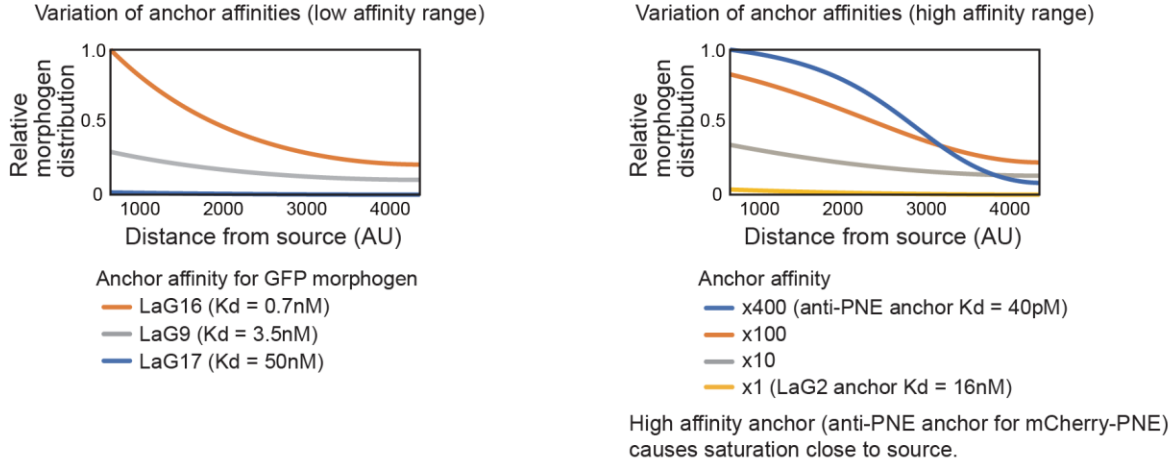 Variation of anchor affinities (low affinity range)
Relative
morphogen
distribution
1.0
0.5
0
1000 2000 3000 4000
Distance from source (AU)
Anchor affinity for GFP morphogen
LaG16 (Kd = 0.7nM)
LaG9 (Kd = 3.5nM)
LaG17 (Kd = 50nM)
Variation of anchor affinities (high affinity range)
Relative
morphogen
distribution
1.0
0.5
0
1000 2000 3000 4000
Distance from source (AU)
Anchor affinity
x400 (anti-PNE anchor Kd = 40pM)
x100
x10
x1 (LaG2 anchor Kd = 16nM)
High affinity anchor (anti-PNE anchor for mCherry-PNE)
causes saturation close to source.